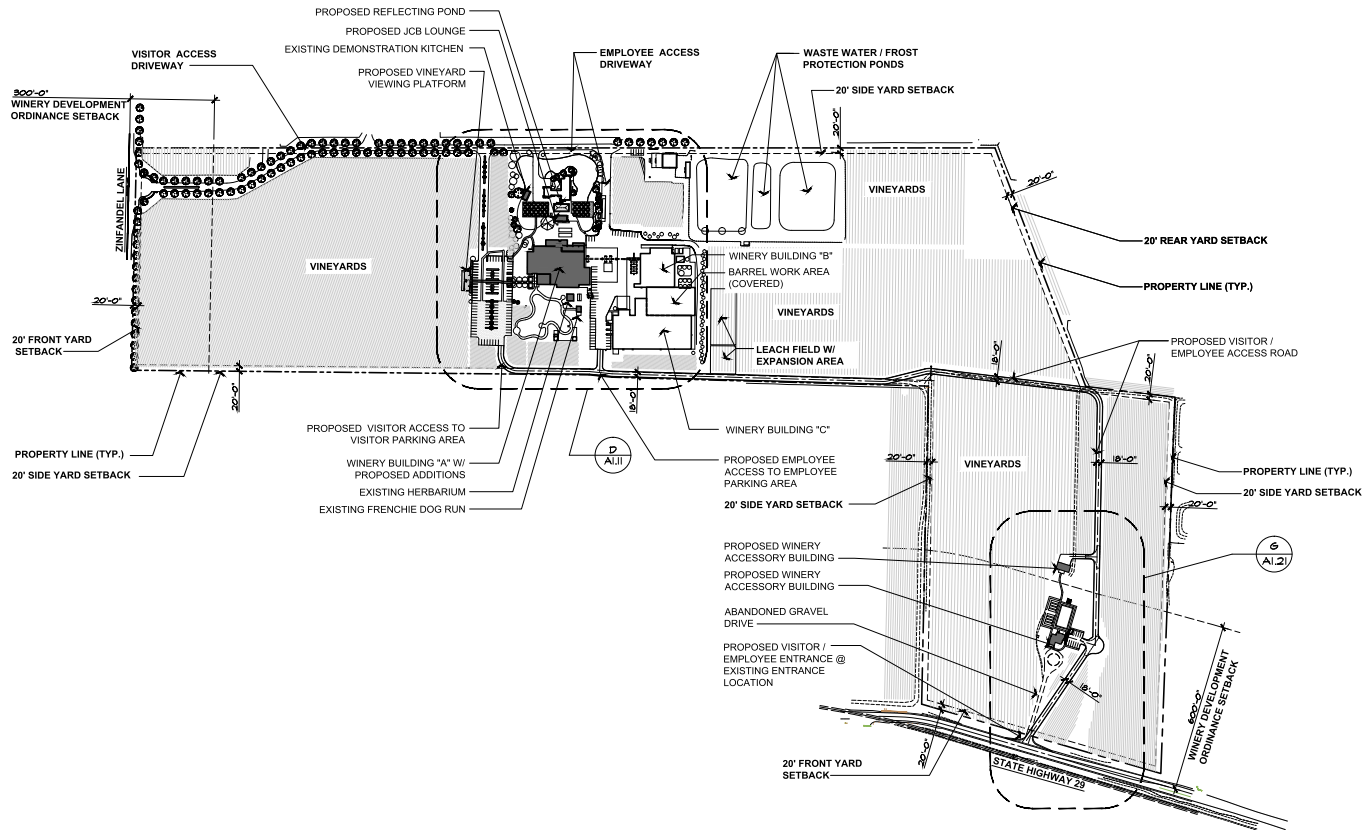 PROPOSED REFLECTING POND
PROPOSED JCB LOUNGE
EXISTING DEMONSTRATION KITCHEN
PROPOSED VINEYARD
VIEWING PLATFORM
VISITOR ACCESS
DRIVEWAY
300'-0"
WINERY DEVELOPMENT
ORDINANCE SETBACK
EMPLOYEE ACCESS
DRIVEWAY
WASTE WATER / FROST
PROTECTION PONDS
20' SIDE YARD SETBACK
20'-0"
VINEYARDS
20'-0"
20' REAR YARD SETBACK
PROPERTY LINE (TYP.)
ZINFANDEL LANE
VINEYARDS
WINERY BUILDING "B"
BARREL WORK AREA
(COVERED)
VINEYARDS
20'-0"
20' FRONT YARD
SETBACK
LEACH FIELD W/
EXPANSION AREA
PROPOSED VISITOR /
EMPLOYEE ACCESS ROAD
18'-0"
20'-0"
20'-0"
18'-0"
PROPOSED VISITOR ACCESS TO
VISITOR PARKING AREA
WINERY BUILDING "C"
D
A1.11
PROPERTY LINE (TYP.)
20' SIDE YARD SETBACK
WINERY BUILDING "A" W/
PROPOSED ADDITIONS
EXISTING HERBARIUM
EXISTING FRENCHIE DOG RUN
PROPOSED EMPLOYEE
ACCESS TO EMPLOYEE
PARKING AREA
20' SIDE YARD SETBACK
20'-0"
VINEYARDS
18'-0"
PROPERTY LINE (TYP.)
20' SIDE YARD SETBACK
20'-0"
PROPOSED WINERY
ACCESSORY BUILDING
PROPOSED WINERY
ACCESSORY BUILDING
ABANDONED GRAVEL
DRIVE
PROPOSED VISITOR /
EMPLOYEE ENTRANCE @
EXISTING ENTRANCE
LOCATION
G
A1.21
18'-0"
600'-0"
WINERY DEVELOPMENT
ORDINANCE SETBACK
20'-0"
20' FRONT YARD
SETBACK
STATE HIGHWAY 29